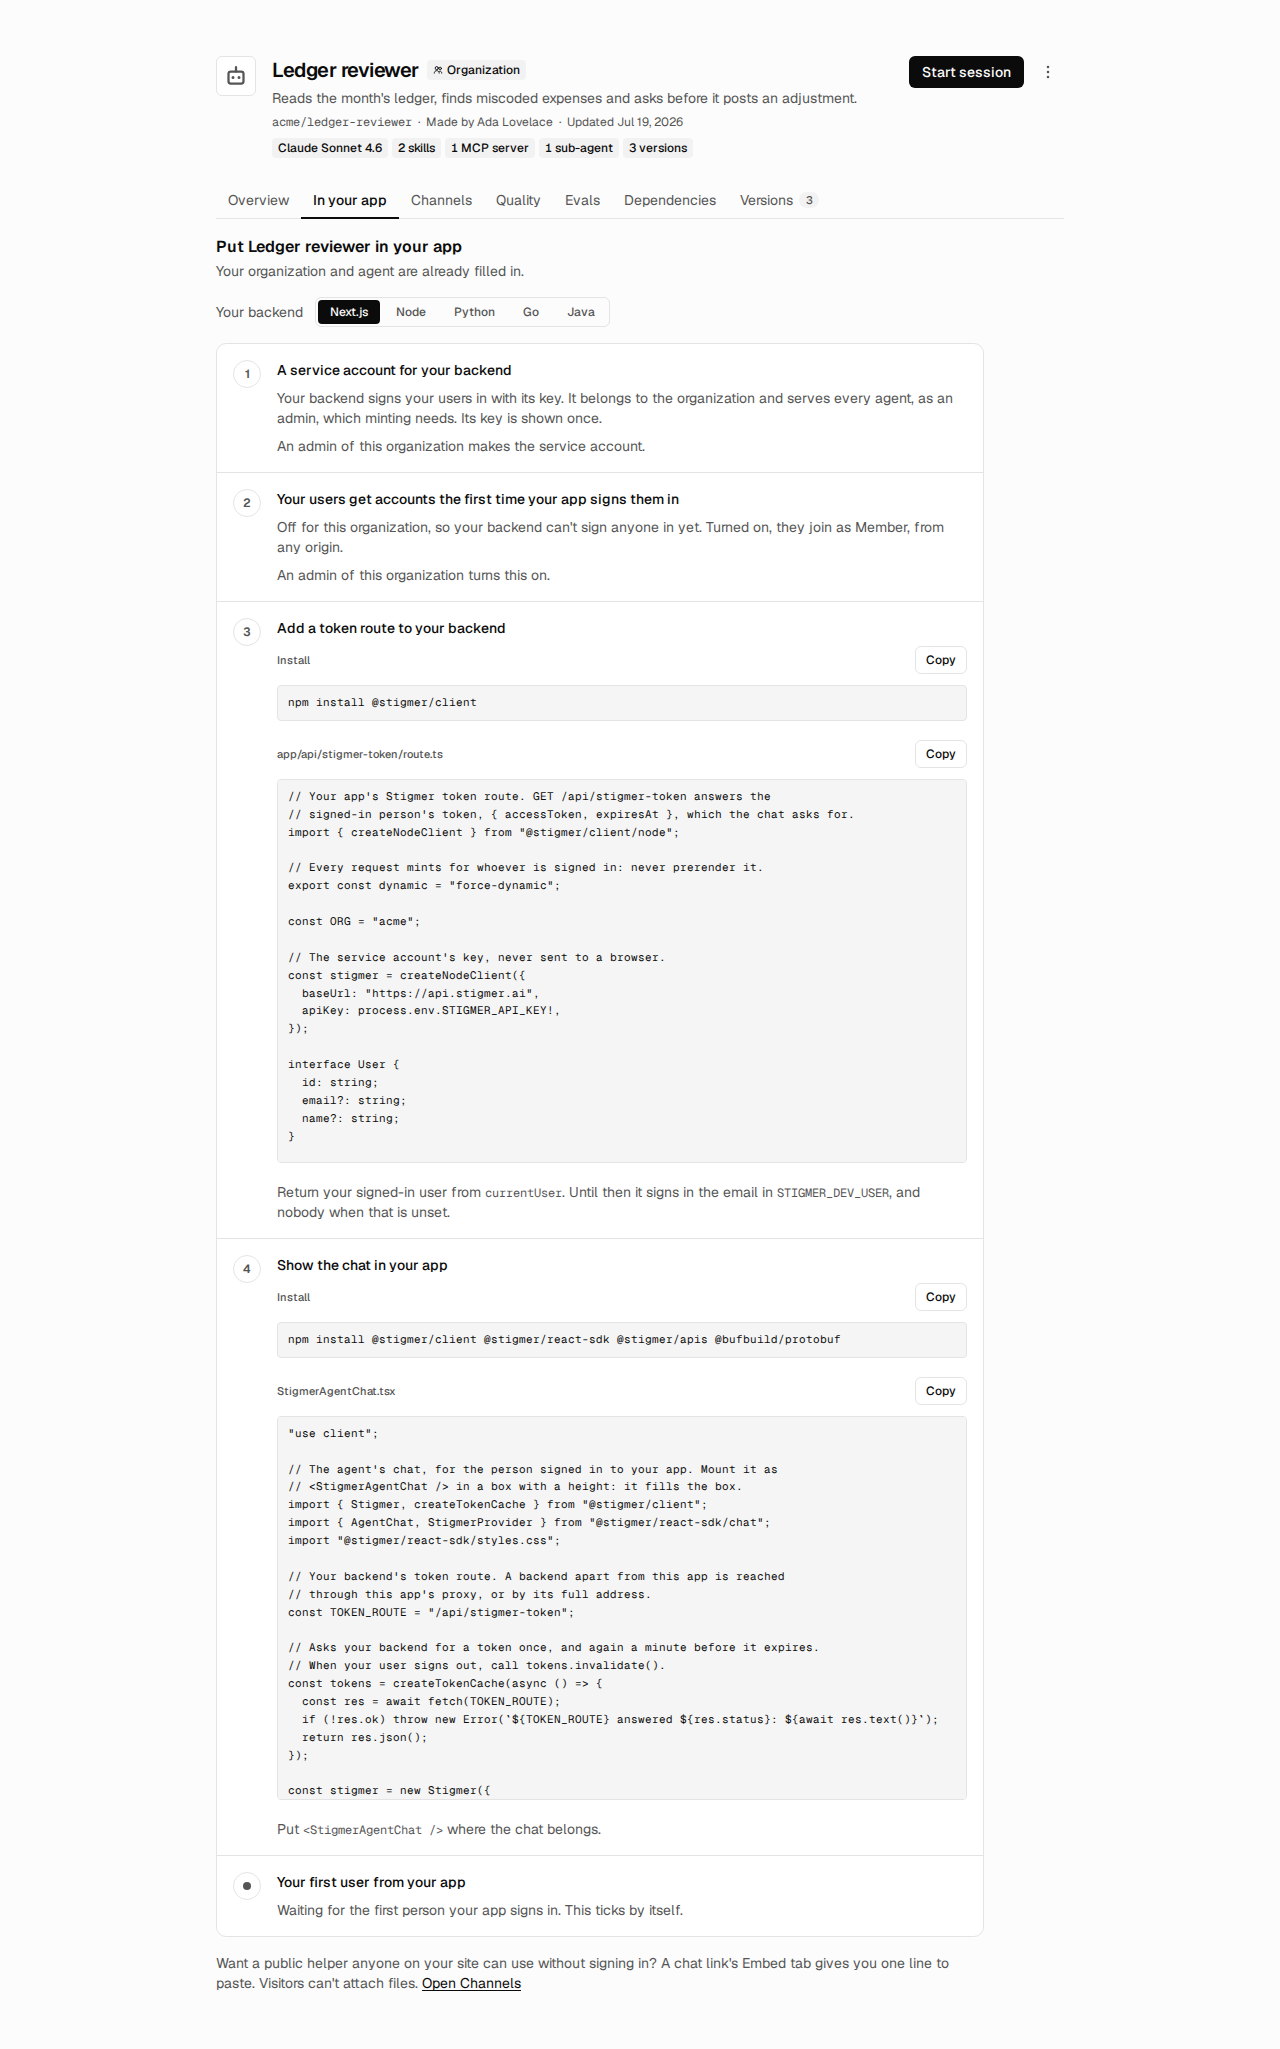 Ledger reviewer
Organization
Start session
Reads the month's ledger, finds miscoded expenses and asks before it posts an adjustment.
acme/ledger-reviewer · Made by Ada Lovelace · Updated Jul 19, 2026
Claude Sonnet 4.6 2 skills 1 MCP server 1 sub-agent 3 versions
Overview In your app Channels Quality Evals Dependencies Versions 3
Put Ledger reviewer in your app
Your organization and agent are already filled in.
Your backend Next.js Node Python Go Java
1
A service account for your backend
Your backend signs your users in with its key. It belongs to the organization and serves every agent, as an
admin, which minting needs. Its key is shown once.
An admin of this organization makes the service account.
2
Your users get accounts the first time your app signs them in
Off for this organization, so your backend can't sign anyone in yet. Turned on, they join as Member, from
any origin.
An admin of this organization turns this on.
3
Add a token route to your backend
Install Copy
npm install @stigmer/client
app/api/stigmer-token/route.ts Copy
// Your app's Stigmer token route. GET /api/stigmer-token answers the
// signed-in person's token, { accessToken, expiresAt }, which the chat asks for.
import { createNodeClient } from "@stigmer/client/node";
// Every request mints for whoever is signed in: never prerender it.
export const dynamic = "force-dynamic";
const ORG = "acme";
// The service account's key, never sent to a browser.
const stigmer = createNodeClient({
  baseUrl: "https://api.stigmer.ai",
  apiKey: process.env.STIGMER_API_KEY!,
});
interface User {
  id: string;
  email?: string;
  name?: string;
}
Return your signed-in user from currentUser. Until then it signs in the email in STIGMER_DEV_USER, and
nobody when that is unset.
4
Show the chat in your app
Install Copy
npm install @stigmer/client @stigmer/react-sdk @stigmer/apis @bufbuild/protobuf
StigmerAgentChat.tsx Copy
"use client";
// The agent's chat, for the person signed in to your app. Mount it as
// <StigmerAgentChat /> in a box with a height: it fills the box.
import { Stigmer, createTokenCache } from "@stigmer/client";
import { AgentChat, StigmerProvider } from "@stigmer/react-sdk/chat";
import "@stigmer/react-sdk/styles.css";
// Your backend's token route. A backend apart from this app is reached
// through this app's proxy, or by its full address.
const TOKEN_ROUTE = "/api/stigmer-token";
// Asks your backend for a token once, and again a minute before it expires.
// When your user signs out, call tokens.invalidate().
const tokens = createTokenCache(async () => {
  const res = await fetch(TOKEN_ROUTE);
  if (!res.ok) throw new Error(`${TOKEN_ROUTE} answered ${res.status}: ${await res.text()}`);
  return res.json();
});
const stigmer = new Stigmer({
Put <StigmerAgentChat /> where the chat belongs.
Your first user from your app
Waiting for the first person your app signs in. This ticks by itself.
Want a public helper anyone on your site can use without signing in? A chat link's Embed tab gives you one line to
paste. Visitors can't attach files. Open Channels